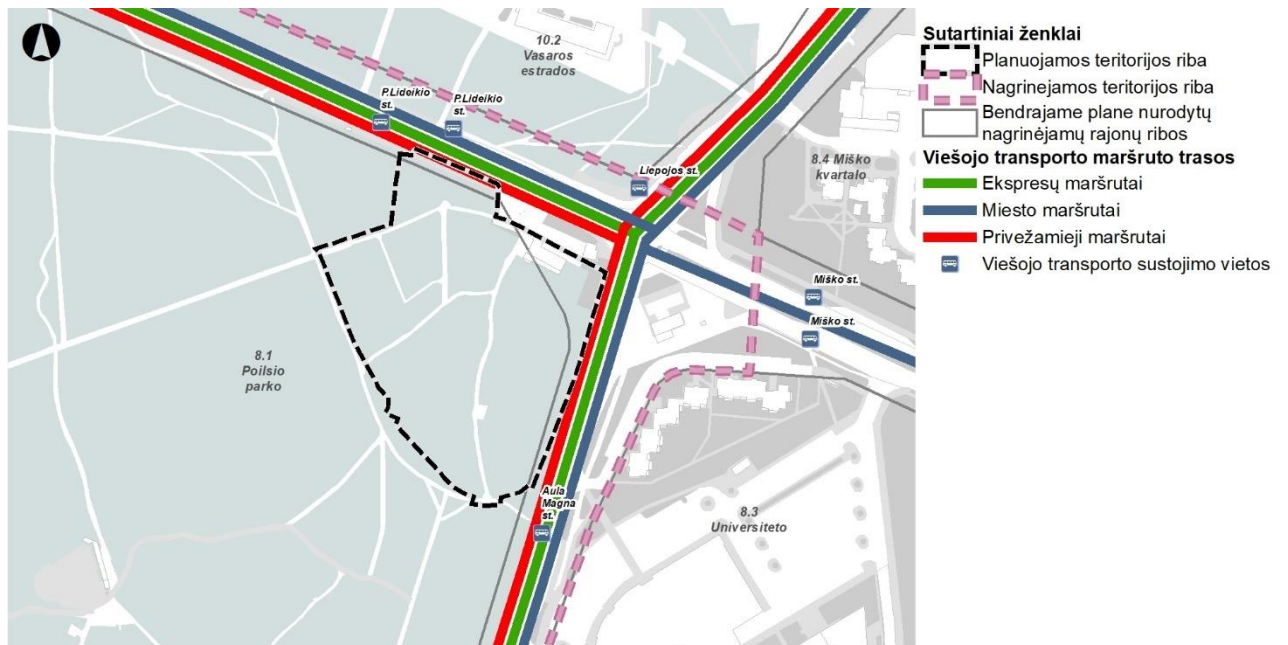 10.2
Vasaros
estrados
P.Lideikio
st.
P.Lideikio
st.
Liepojos st.
8.4 Miško
kvartalo
Miško st.
Miško st.
8.1
Poilsio
parko
Aula
Magna
st.
8.3
Universiteto
Sutartiniai ženklai
Planuojamos teritorijos riba
Nagrinejamos teritorijos riba
Bendrajame plane nurodytų
nagrinėjamų rajonų ribos
Viešojo transporto maršruto trasos
Ekspresų maršrutai
Miesto maršrutai
Privežamieji maršrutai
Viešojo transporto sustojimo vietos